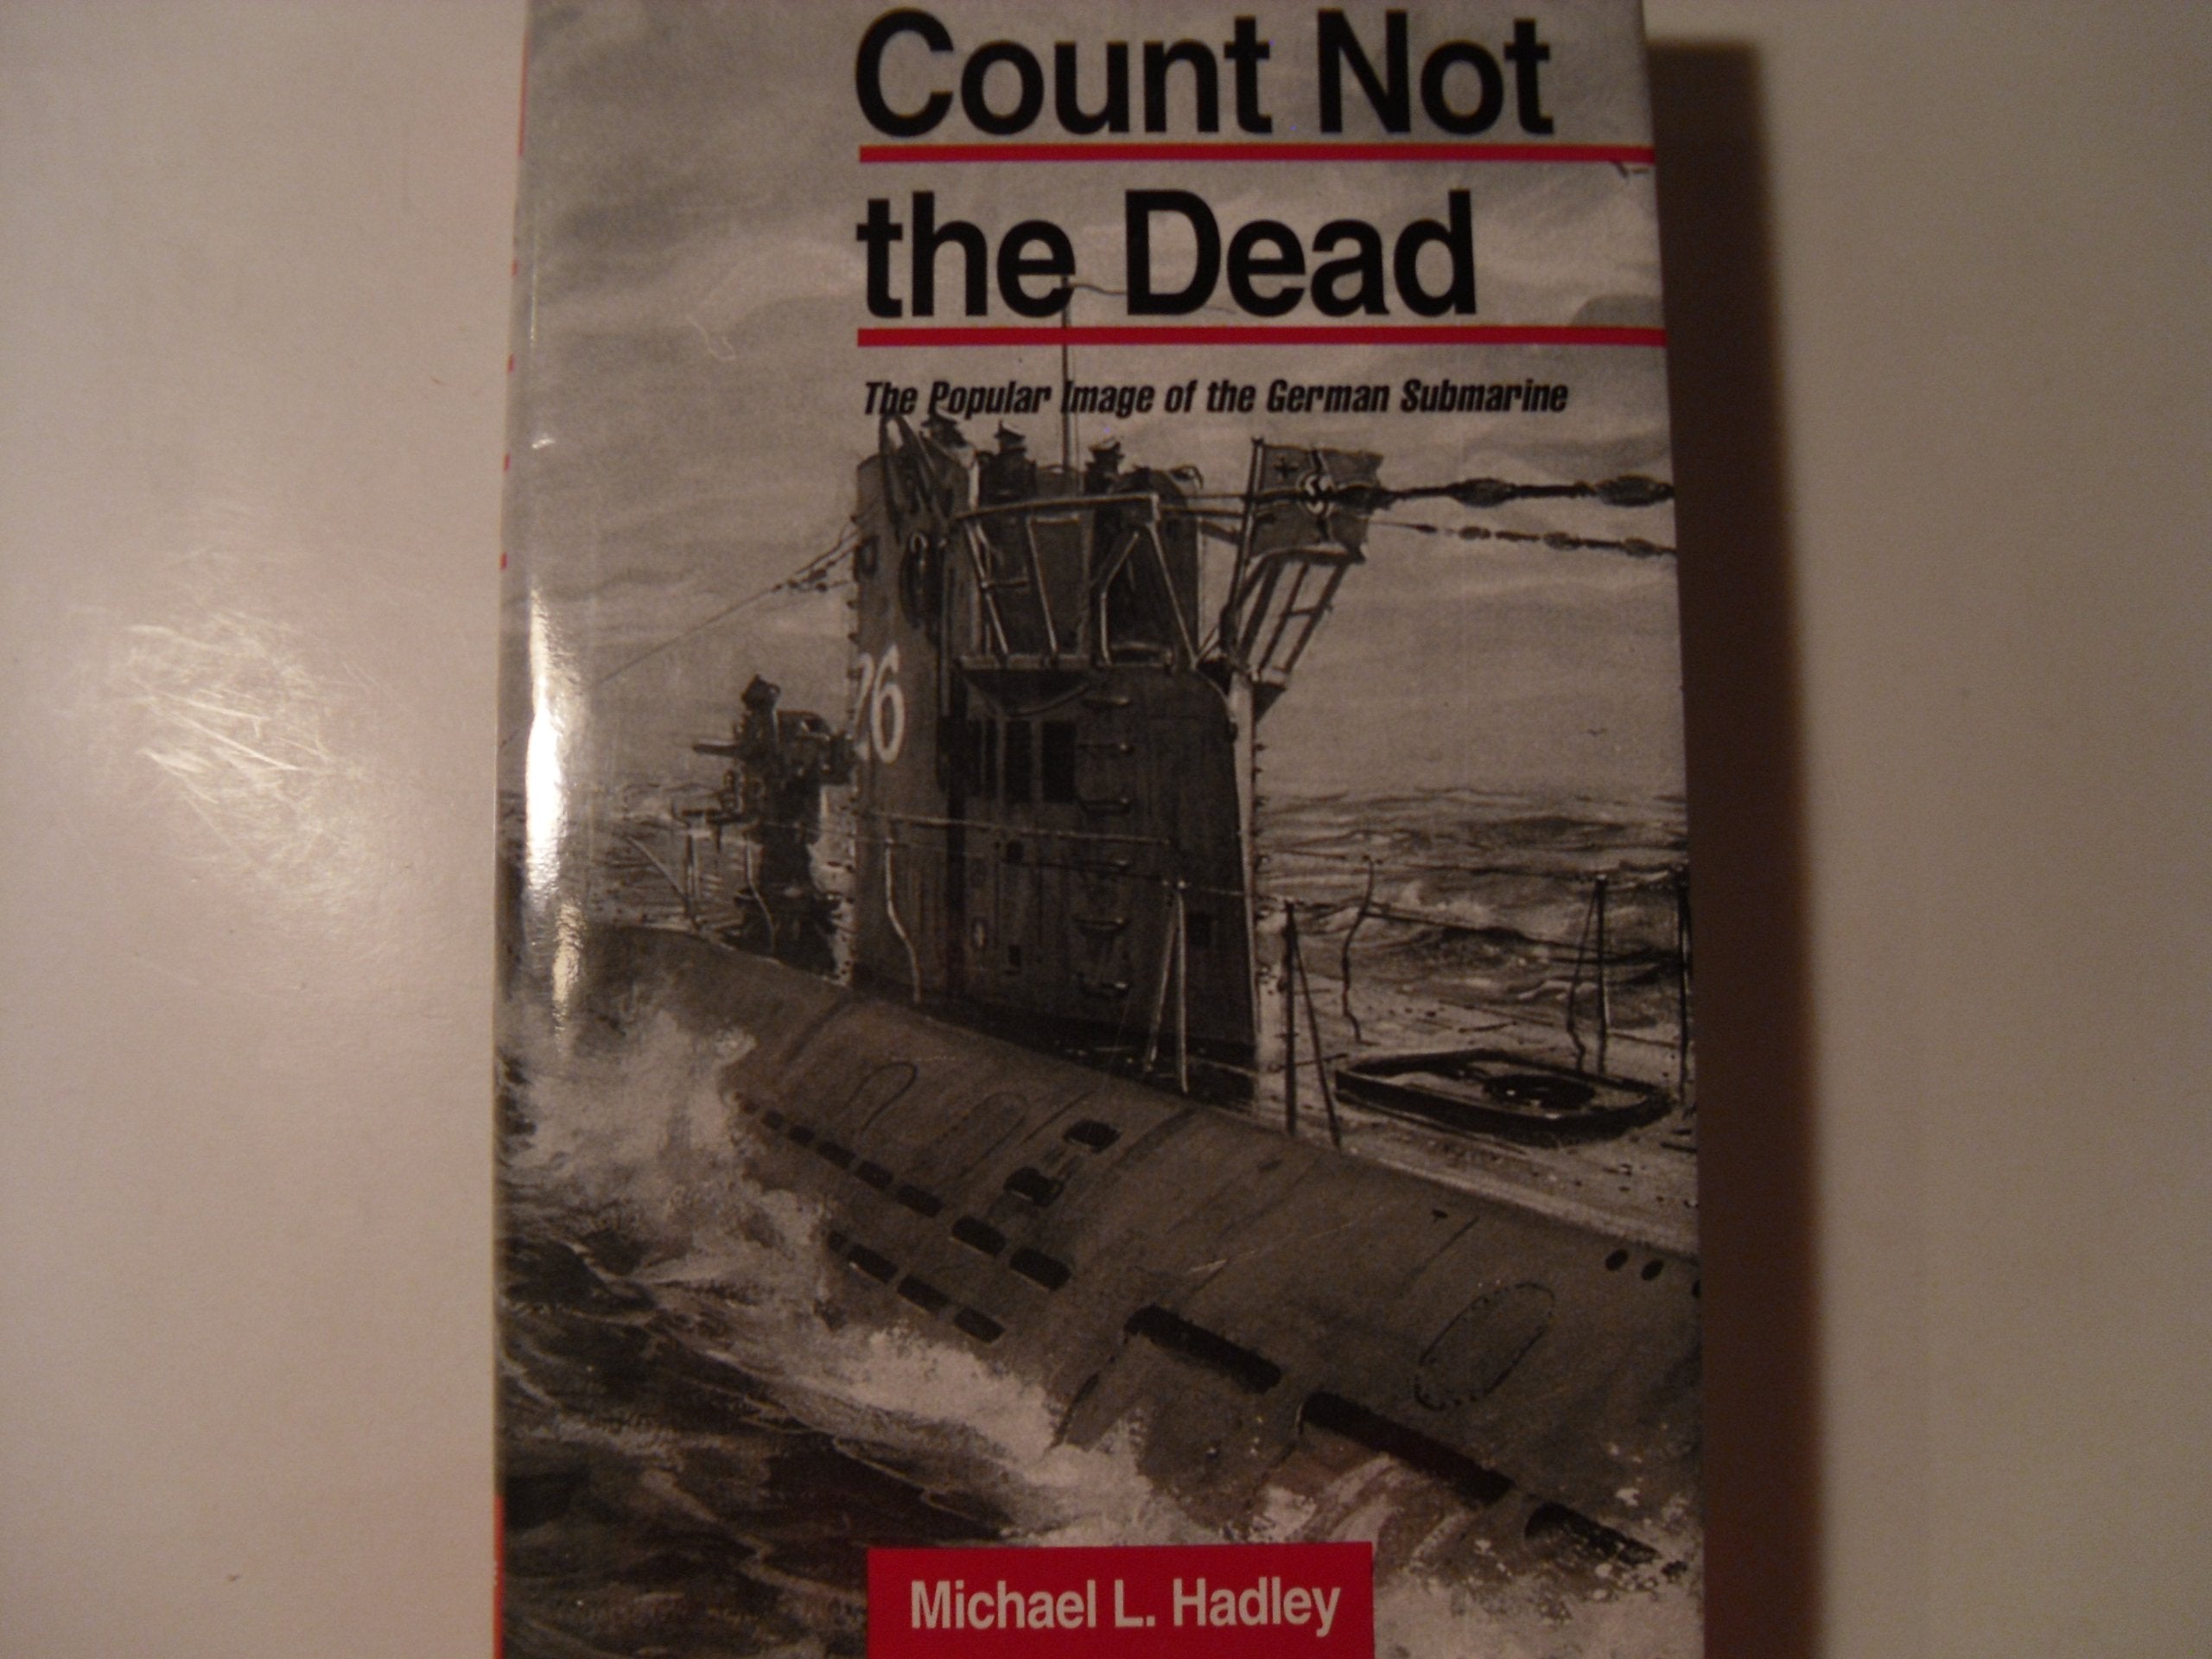 Count Not
the Dead
The Popular Image of the German Submarine
26
Michael L. Hadley